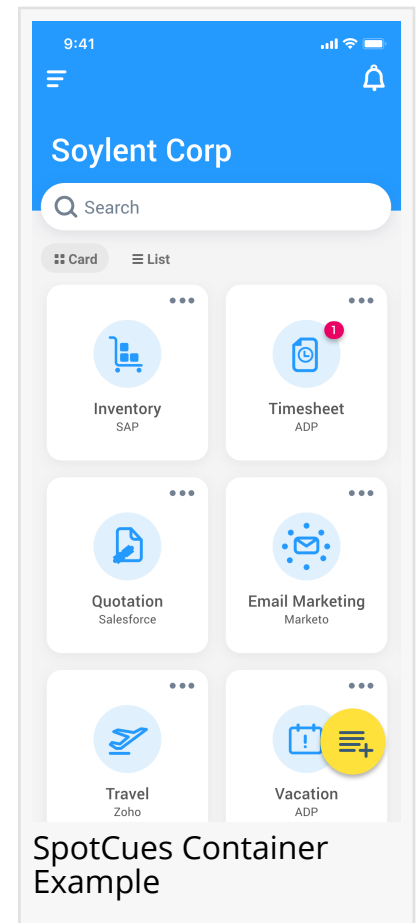 9:41
Soylent Corp
Search
Card List
1
Inventory Timesheet
SAP ADP
Quotation Email Marketing
Salesforce Marketo
Travel Vacation
Zoho ADP
SpotCues Container
Example